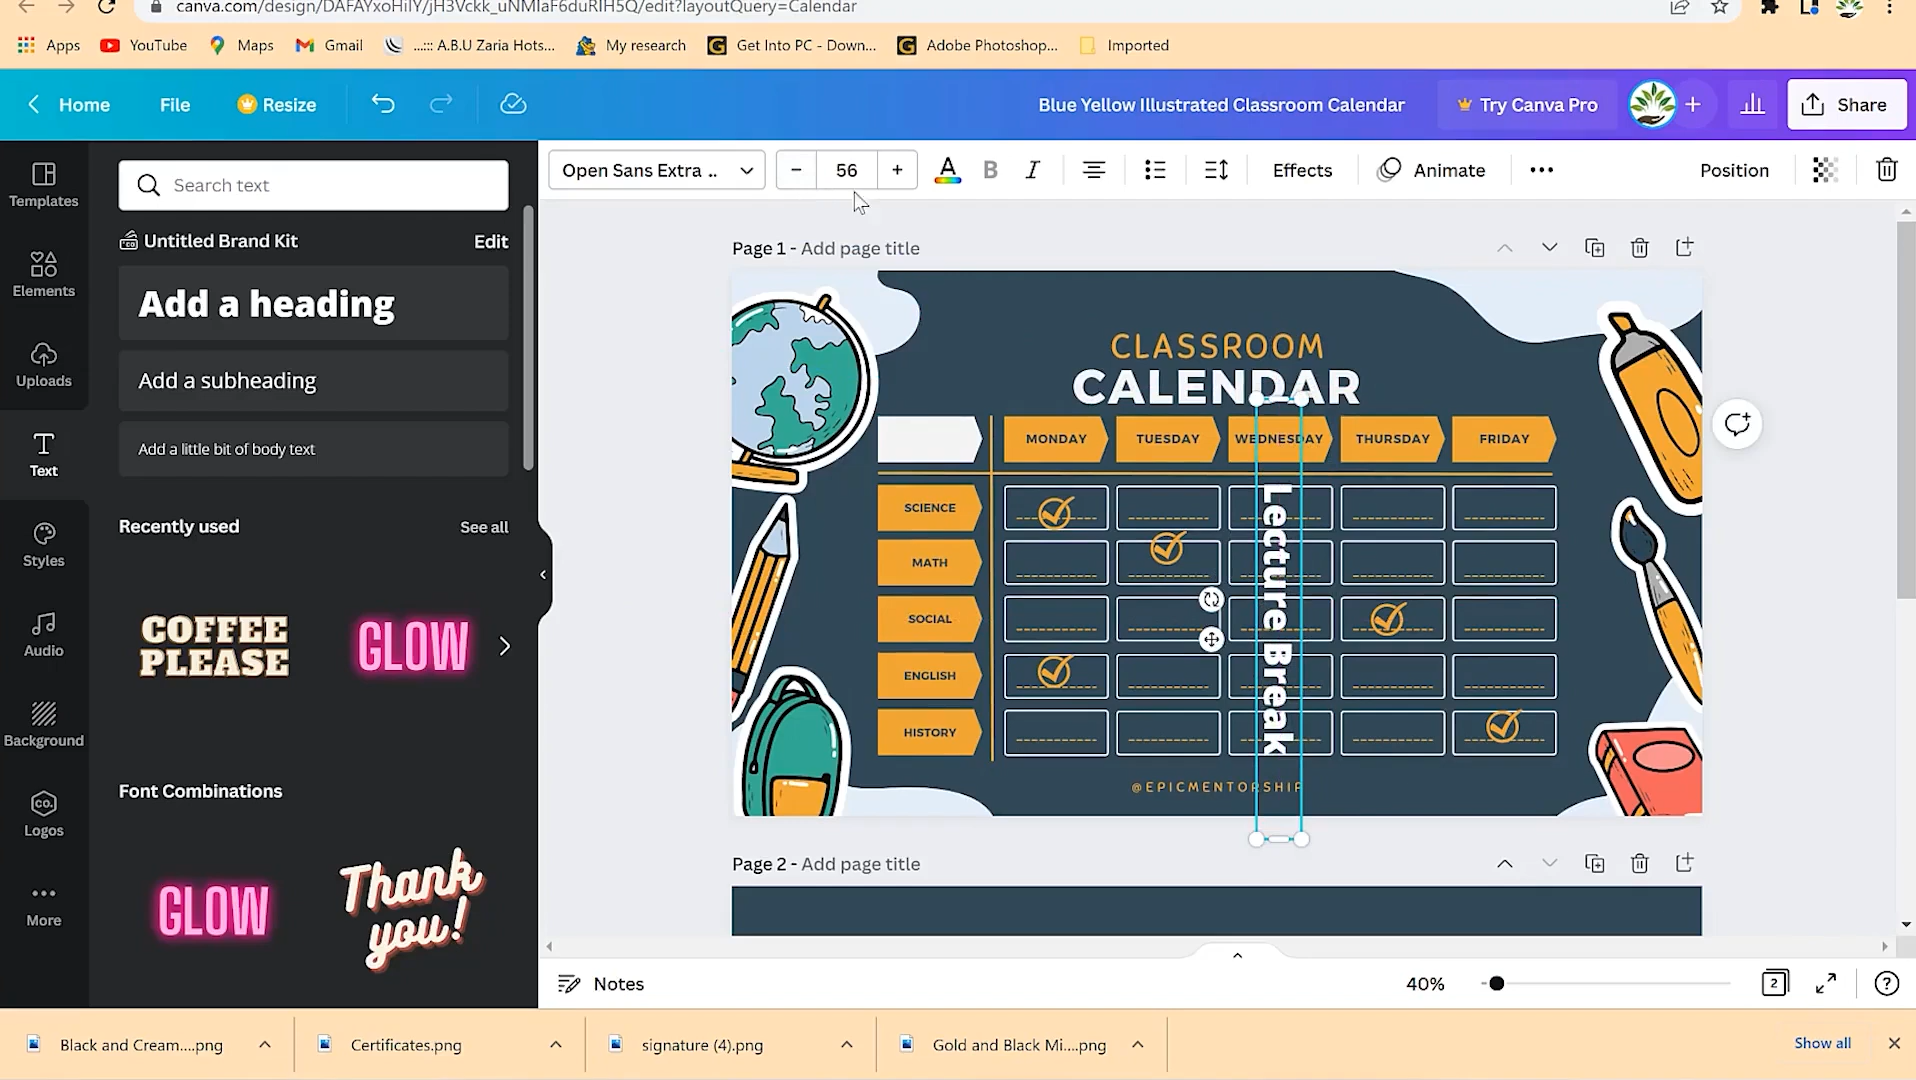 canva.com/design/DAFAYxoHiIY/jH3Vckk_uNMIaF6duRIH5Q/edit?layoutQuery=Calendar
Apps YouTube Maps Gmail ...::: A.B.U Zaria Hots... My research Get Into PC - Down... Adobe Photoshop... Imported
Home File Resize Blue Yellow Illustrated Classroom Calendar Try Canva Pro Share
Open Sans Extra .. 56 A B I Effects Animate Position
Templates
Elements
Uploads
Text
Styles
Audio
Background
CO.
Logos
More
Search text
Untitled Brand Kit Edit
Add a heading
Add a subheading
Add a little bit of body text
Recently used See all
COFFEE
PLEASE
GLOW
Font Combinations
GLOW
Thank
you!
Page 1 - Add page title
CLASSROOM
CALENDAR
MONDAY TUESDAY WEDNESDAY THURSDAY FRIDAY
SCIENCE
MATH
SOCIAL
ENGLISH
HISTORY
Lecture Break
@EPICMENTORSHIP
Page 2 - Add page title
Notes 40% 2 ?
Black and Cream....png Certificates.png signature (4).png Gold and Black Mi....png Show all